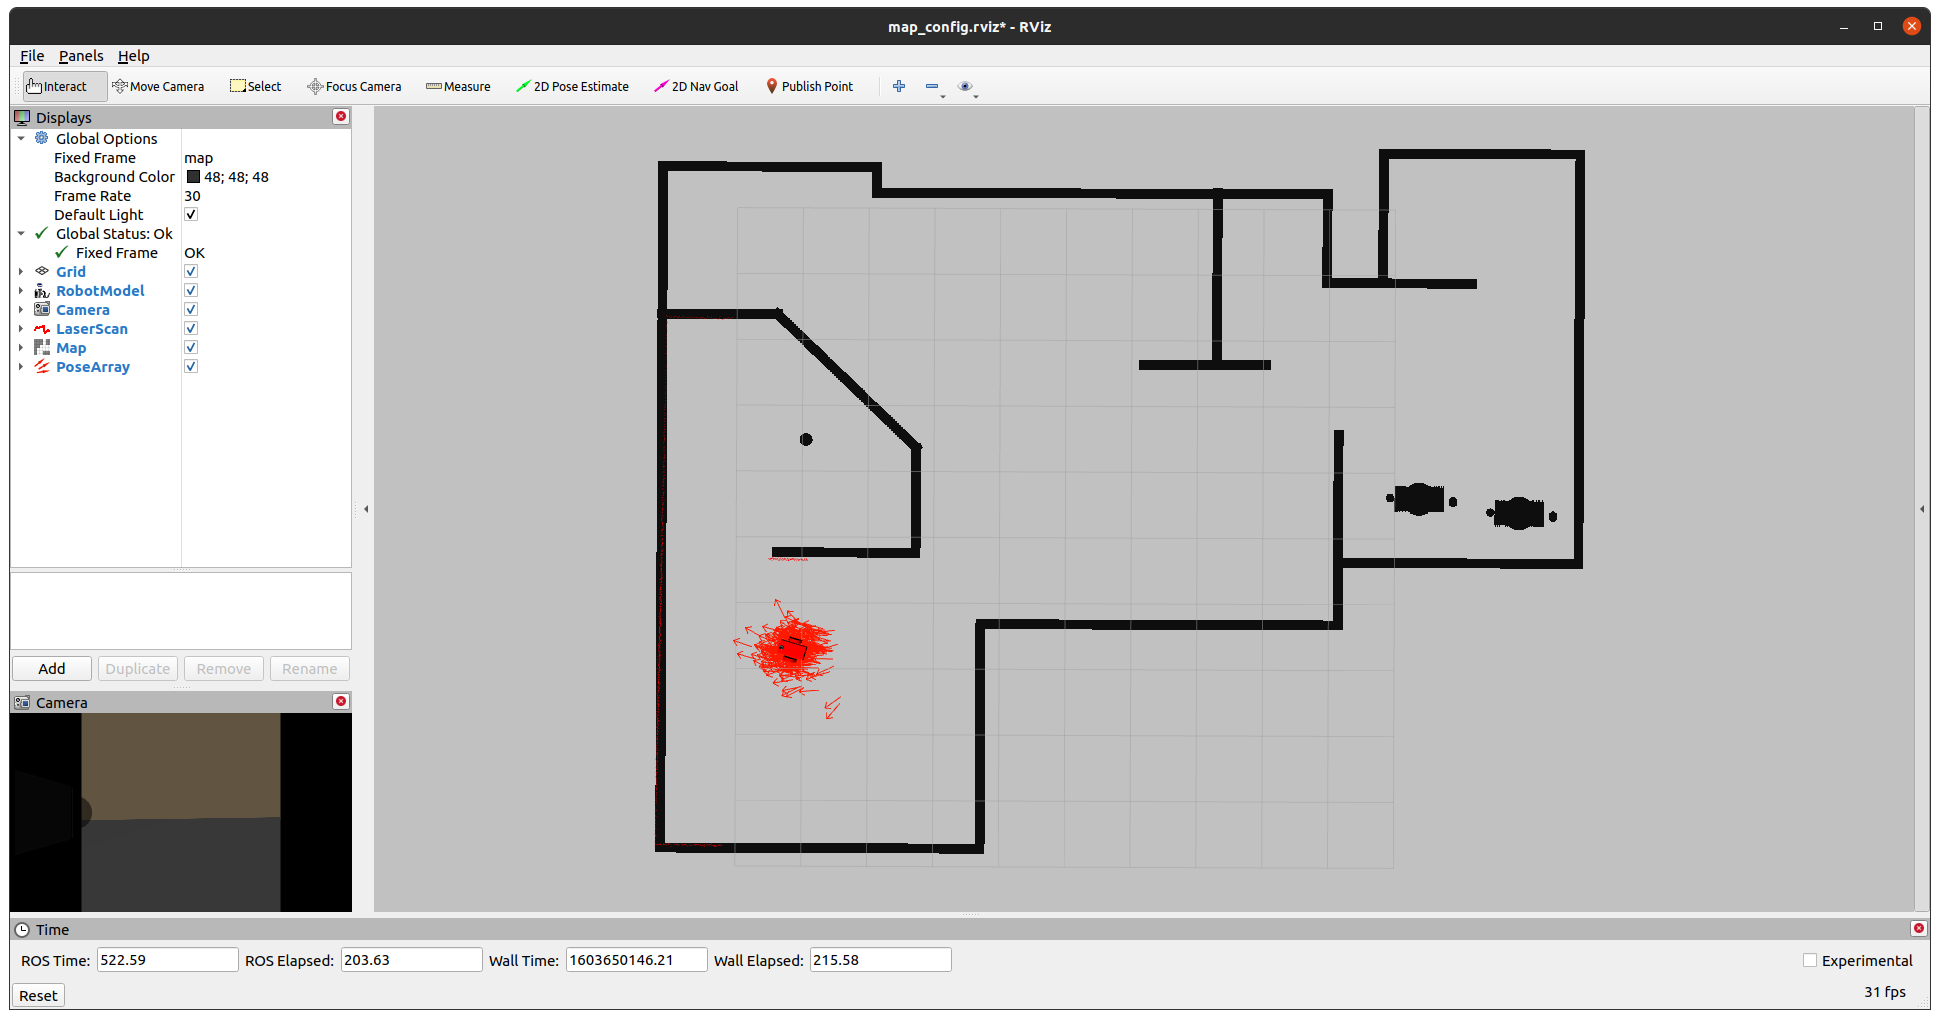 map_config.rviz* - RViz
File Panels Help
Interact Move Camera Select Focus Camera Measure 2D Pose Estimate 2D Nav Goal Publish Point
Displays
Global Options
Fixed Frame map
Background Color 48; 48; 48
Frame Rate 30
Default Light
Global Status: Ok
Fixed Frame OK
Grid
RobotModel
Camera
LaserScan
Map
PoseArray
Add Duplicate Remove Rename
Camera
Time
ROS Time: 522.59 ROS Elapsed: 203.63 Wall Time: 1603650146.21 Wall Elapsed: 215.58 Experimental
Reset 31 fps